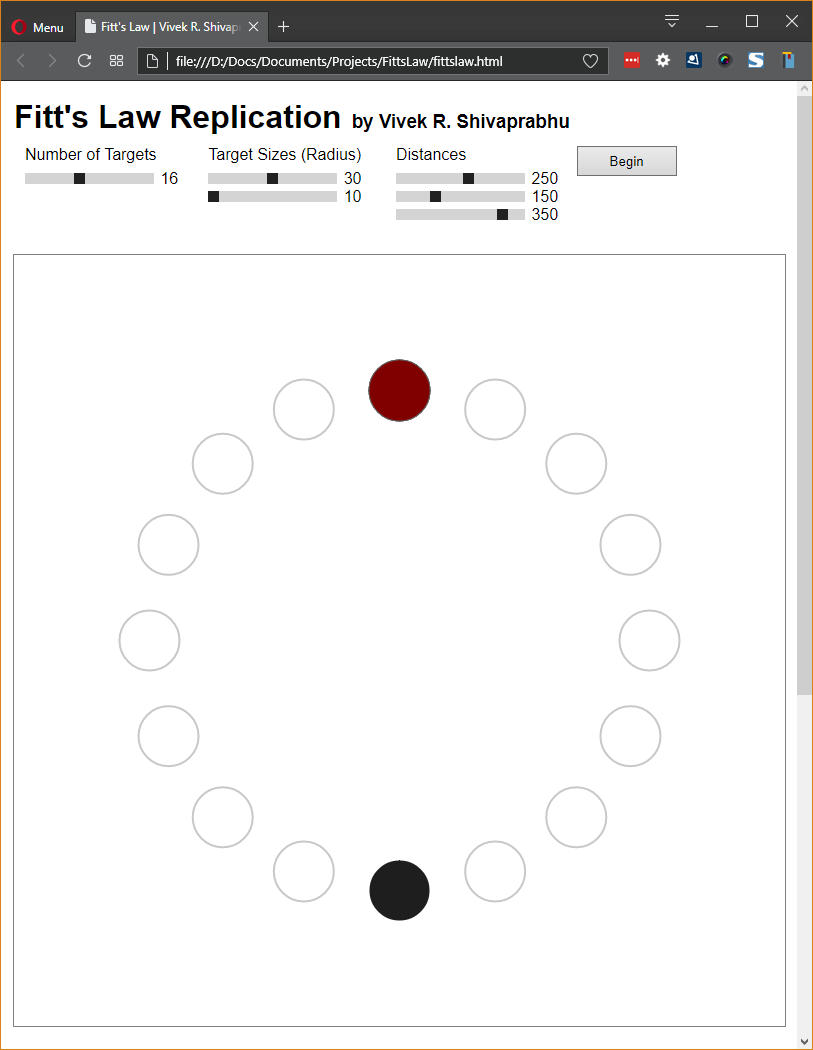 Menu
Fitt's Law | Vivek R. Shivap
file:///D:/Docs/Documents/Projects/FittsLaw/fittslaw.html
Fitt's Law Replication by Vivek R. Shivaprabhu
Number of Targets
16
Target Sizes (Radius)
30
10
Distances
250
150
350
Begin